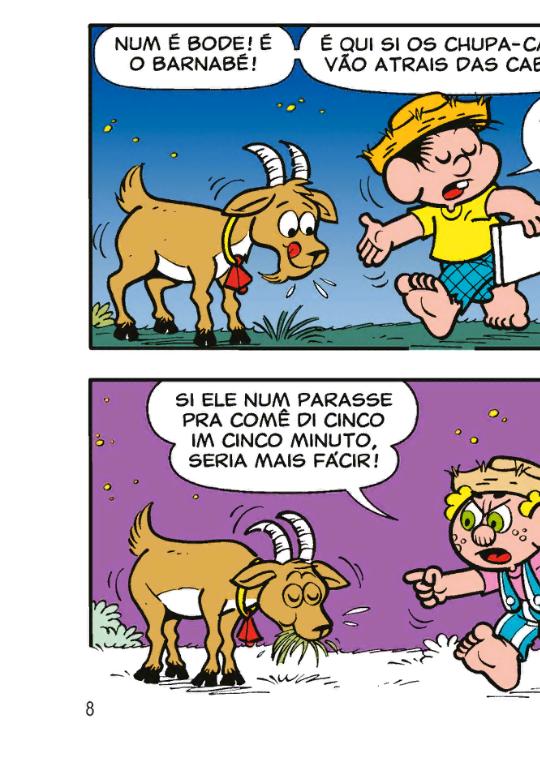 NUM É BODE! É
O BARNABÉ!
É QUI SI OS CHUPA-CA
VÃO ATRAIS DAS CAB
SI ELE NUM PARASSE
PRA COMÊ DI CINCO
IM CINCO MINUTO,
SERIA MAIS FÁCIR!
8